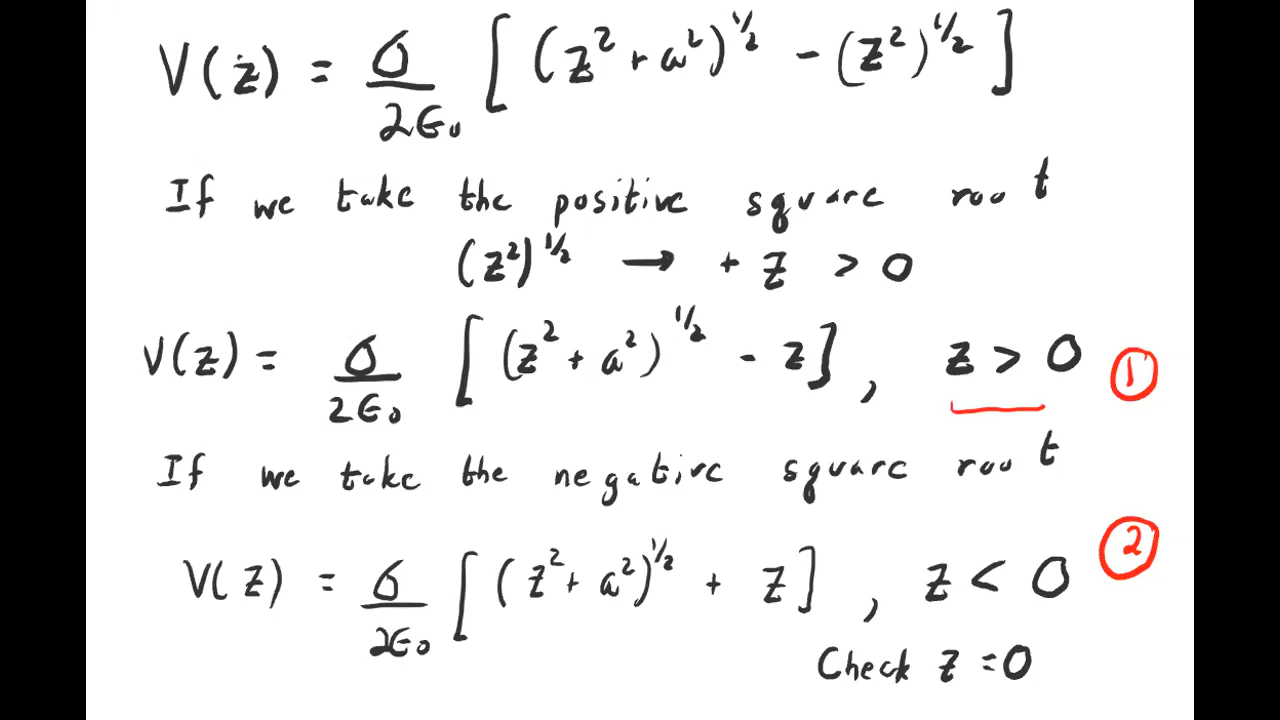 V(z) = σ/2ϵ₀ [(z² + a²)^½ - (z²)^½]
If we take the positive square root
(z²)^½ → + z > 0
V(z) = σ/2ϵ₀ [(z² + a²)^½ - z], z > 0 ①
If we take the negative square root
V(z) = σ/2ϵ₀ [(z² + a²)^½ + z], z < 0 ②
Check z = 0